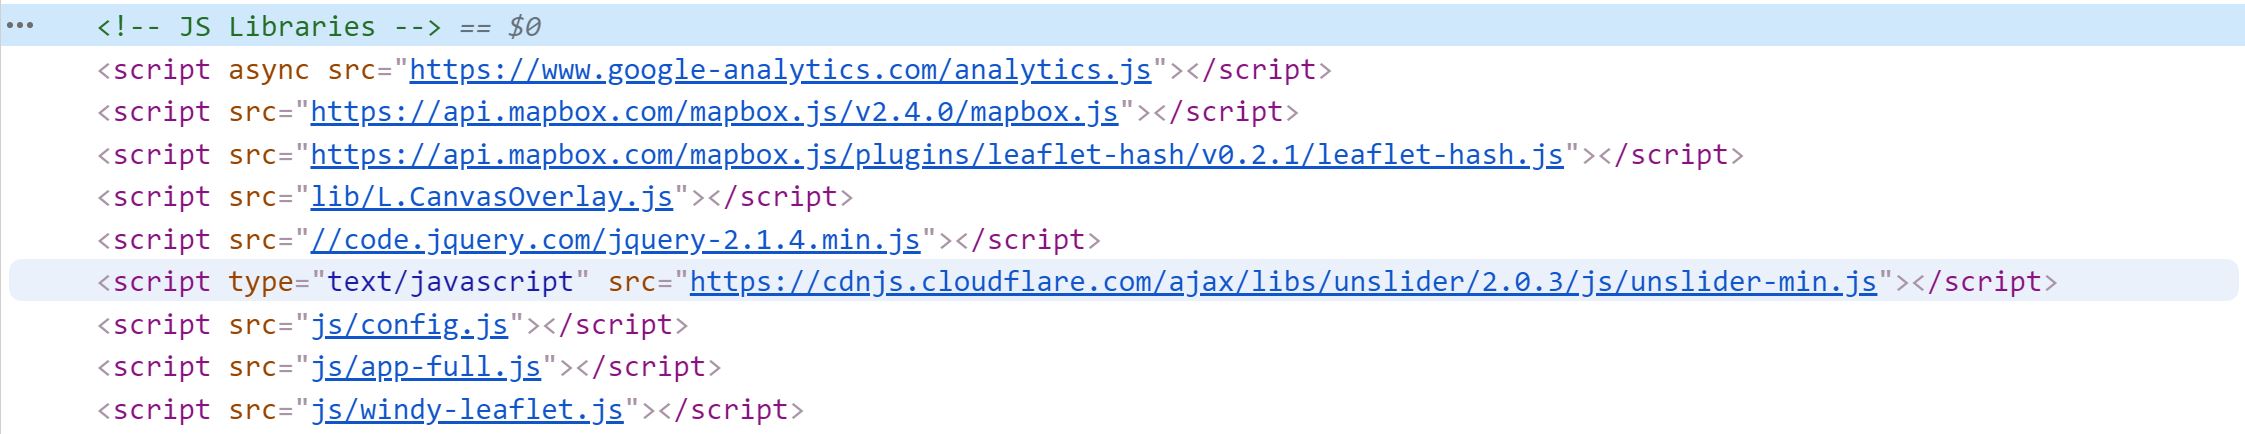 <!-- JS Libraries --> == $0
<script async src="https://www.google-analytics.com/analytics.js"></script>
<script src="https://api.mapbox.com/mapbox.js/v2.4.0/mapbox.js"></script>
<script src="https://api.mapbox.com/mapbox.js/plugins/leaflet-hash/v0.2.1/leaflet-hash.js"></script>
<script src="lib/L.CanvasOverlay.js"></script>
<script src="//code.jquery.com/jquery-2.1.4.min.js"></script>
<script type="text/javascript" src="https://cdnjs.cloudflare.com/ajax/libs/unslider/2.0.3/js/unslider-min.js"></script>
<script src="js/config.js"></script>
<script src="js/app-full.js"></script>
<script src="js/windy-leaflet.js"></script>